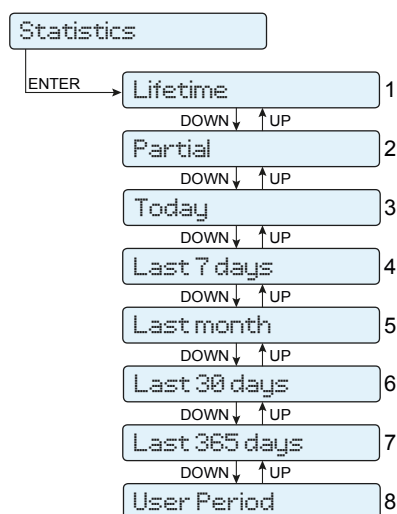 Statistics
ENTER
Lifetime 1
DOWN UP
Partial 2
DOWN UP
Today 3
DOWN UP
Last 7 days 4
DOWN UP
Last month 5
DOWN UP
Last 30 days 6
DOWN UP
Last 365 days 7
DOWN UP
User Period 8